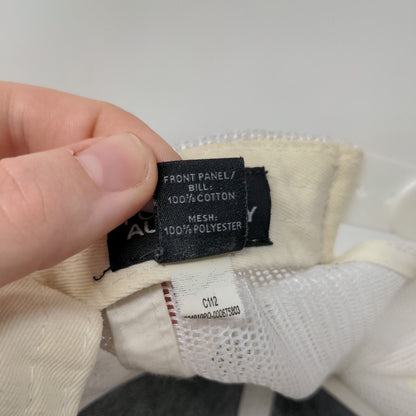 FRONT PANEL/
BILL:
100% COTTON
MESH:
100% POLYESTER
C112